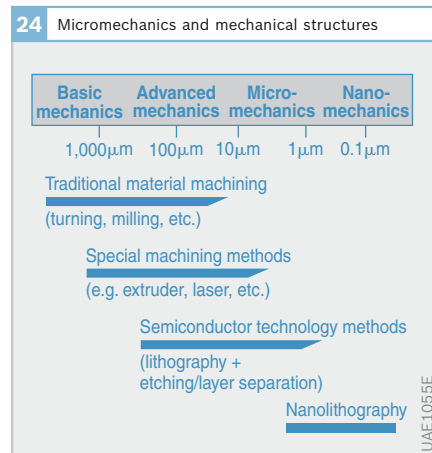 24 Micromechanics and mechanical structures
Basic Advanced Micro- Nano-
mechanics mechanics mechanics mechanics
1,000µm 100µm 10µm 1µm 0.1µm
Traditional material machining
(turning, milling, etc.)
Special machining methods
(e.g. extruder, laser, etc.)
Semiconductor technology methods
(lithography +
etching/layer separation)
Nanolithography
UAE1055E